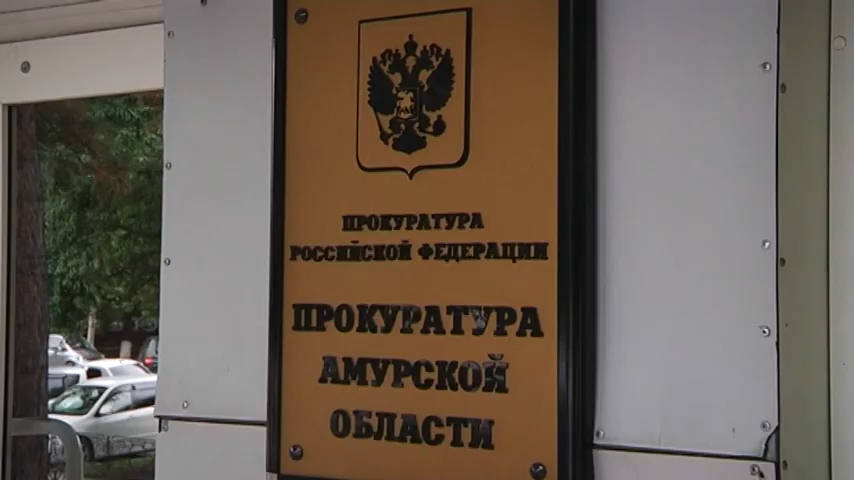 ПРОКУРАТУРА
РОССИЙСКОЙ ФЕДЕРАЦИИ
ПРОКУРАТУРА
АМУРСКОЙ
ОБЛАСТИ